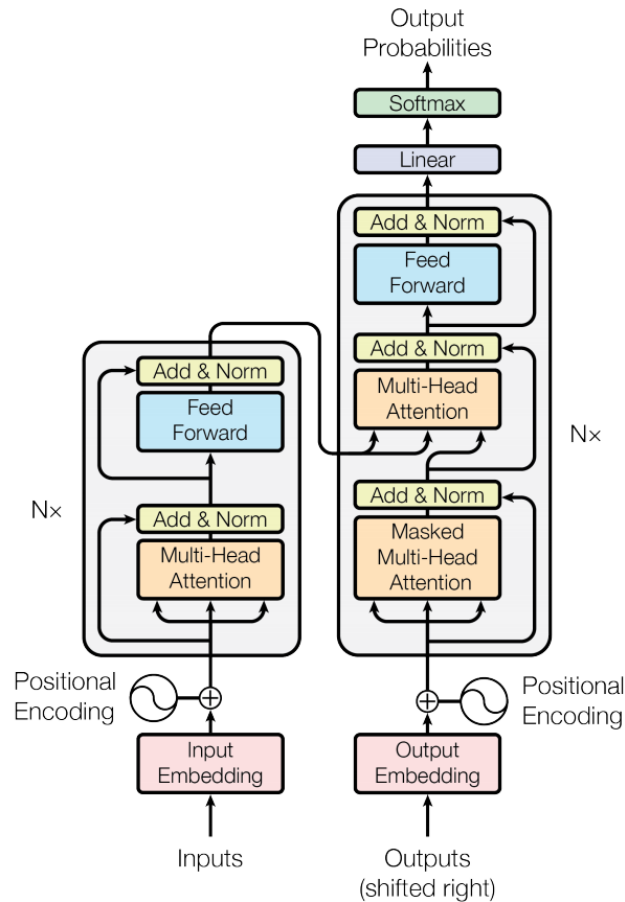 Output
Probabilities
Softmax
Linear
Add & Norm
Feed
Forward
Add & Norm
Multi-Head
Attention
Add & Norm
Masked
Multi-Head
Attention
N×
Add & Norm
Feed
Forward
Add & Norm
Multi-Head
Attention
N×
Positional
Encoding
Positional
Encoding
Input
Embedding
Output
Embedding
Inputs
Outputs
(shifted right)